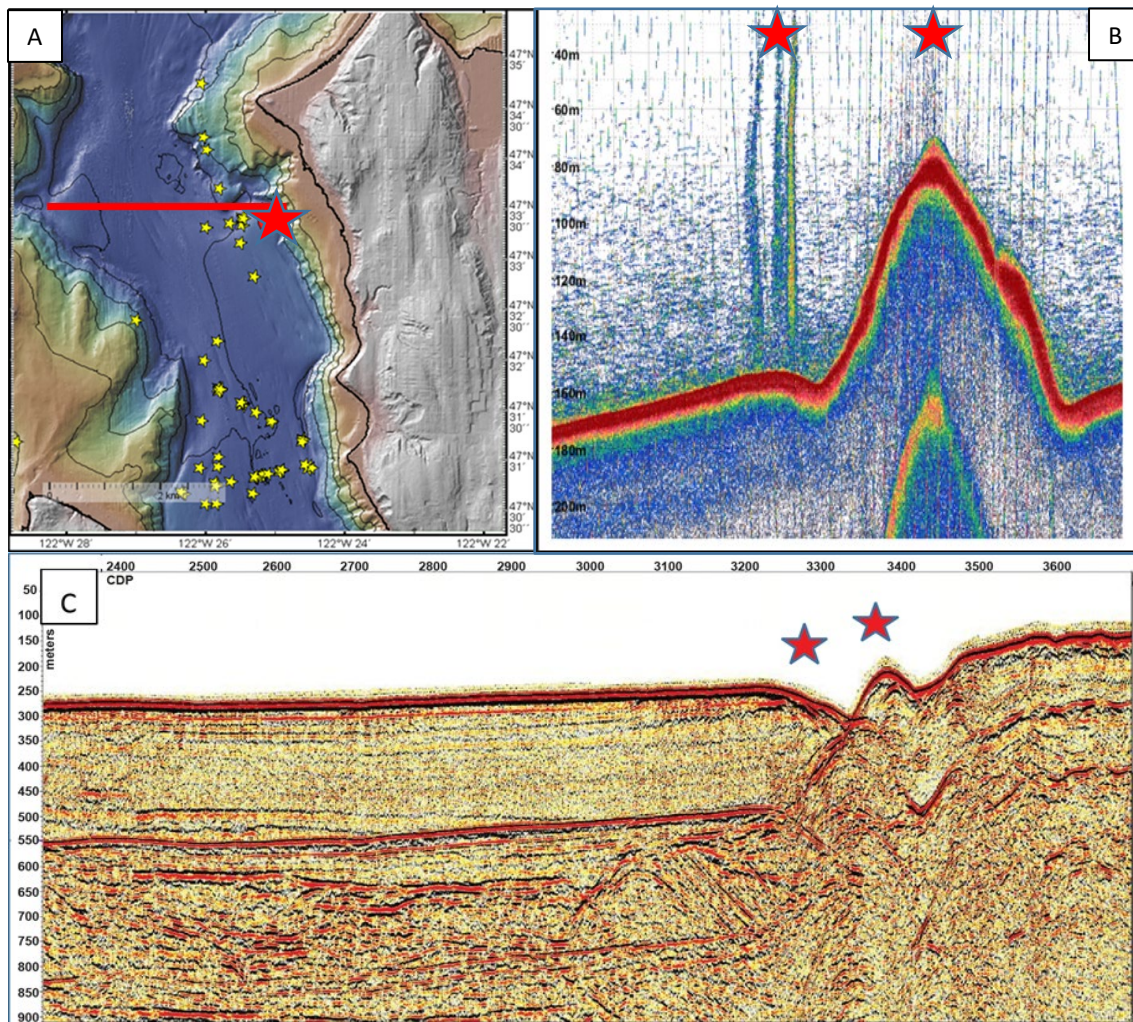 A
47°N
35´
47°N
34´
30´´
47°N
34´
47°N
33´
30´´
47°N
33´
47°N
32´
30´´
47°N
32´
47°N
31´
30´´
47°N
31´
47°N
30´
30´´
0 2 km
122°W 28´ 122°W 26´ 122°W 24´ 122°W 22´
B
40m
60m
80m
100m
120m
140m
160m
180m
200m
C
2400 2500 2600 2700 2800 2900 3000 3100 3200 3300 3400 3500 3600
CDP
meters
50
100
150
200
250
300
350
400
450
500
550
600
650
700
750
800
850
900